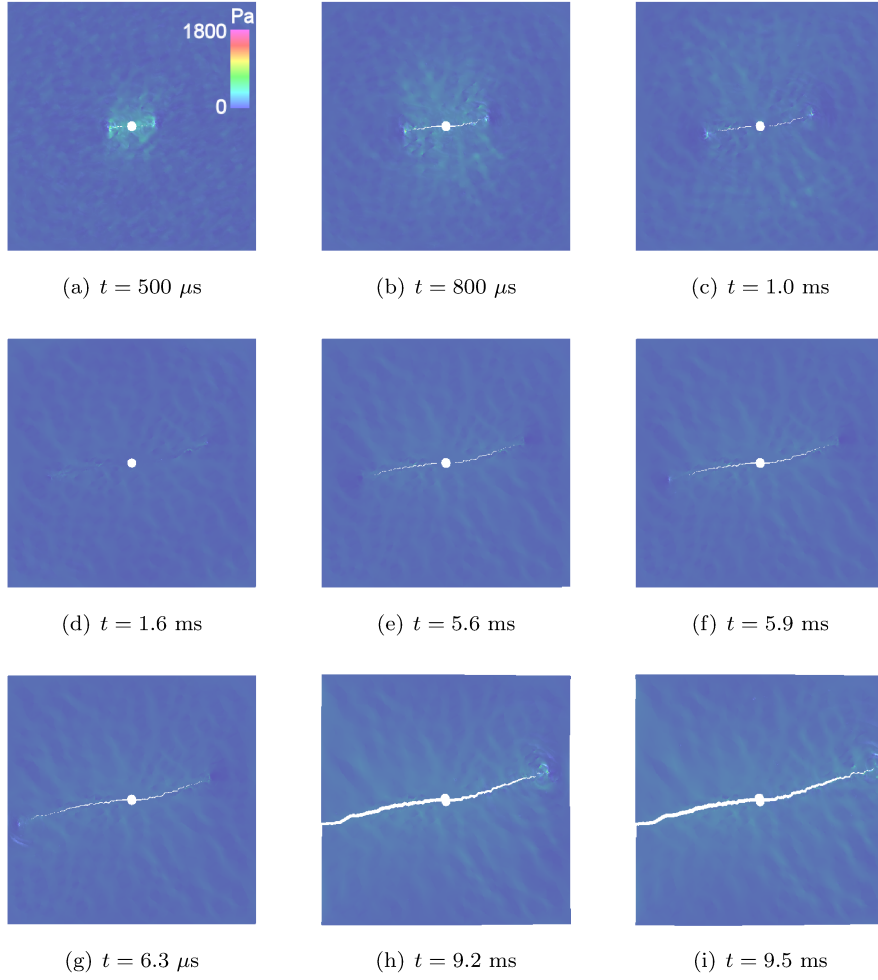 Pa
1800
0
(a) t = 500 μs
(b) t = 800 μs
(c) t = 1.0 ms
(d) t = 1.6 ms
(e) t = 5.6 ms
(f) t = 5.9 ms
(g) t = 6.3 μs
(h) t = 9.2 ms
(i) t = 9.5 ms